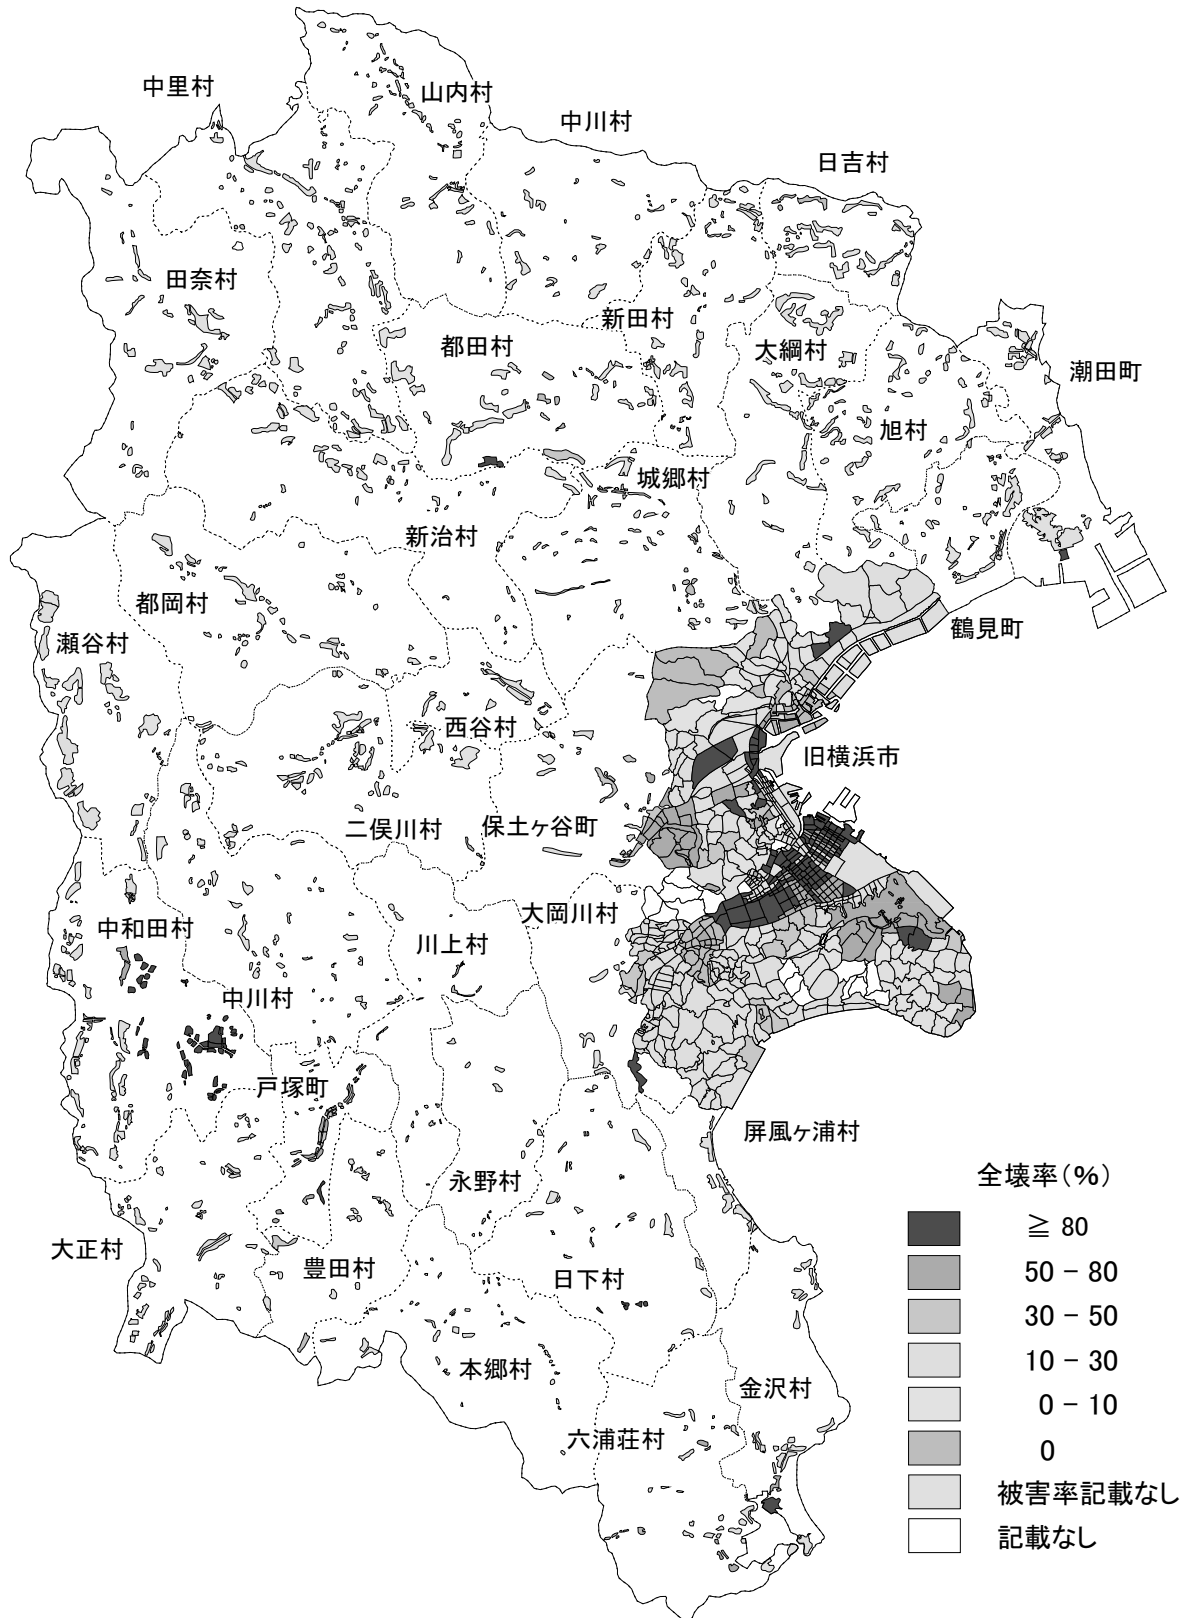 中里村
山内村
中川村
日吉村
田奈村
新田村
都田村
大綱村
潮田町
旭村
城郷村
新治村
都岡村
瀬谷村
鶴見町
西谷村
旧横浜市
二俣川村
保土ヶ谷町
大岡川村
中和田村
川上村
中川村
戸塚町
屏風ヶ浦村
永野村
大正村
豊田村
日下村
本郷村
金沢村
六浦荘村
全壊率(%)
≧ 80
50 － 80
30 － 50
10 － 30
0 － 10
0
被害率記載なし
記載なし